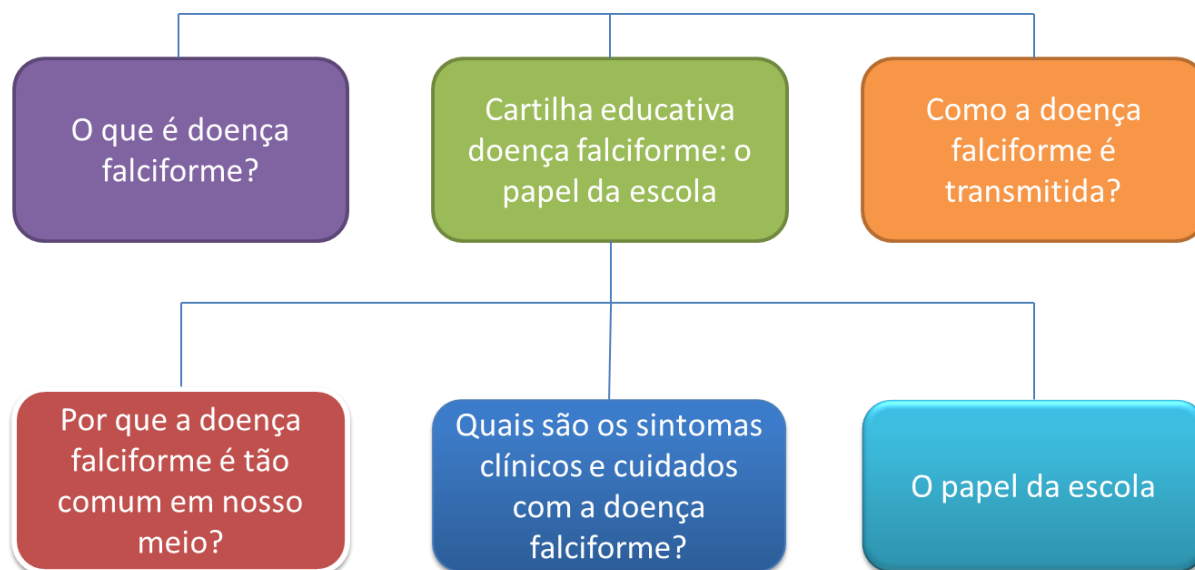 O que é doença
falciforme?
Cartilha educativa
doença falciforme: o
papel da escola
Como a doença
falciforme é
transmitida?
Por que a doença
falciforme é tão
comum em nosso
meio?
Quais são os sintomas
clínicos e cuidados
com a doença
falciforme?
O papel da escola